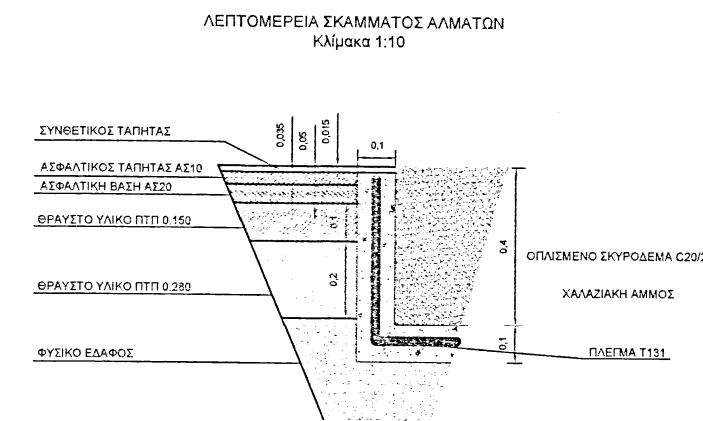 ΛΕΠΤΟΜΕΡΕΙΑ ΣΚΑΜΜΑΤΟΣ ΑΛΜΑΤΩΝ
Κλίμακα 1:10
ΣΥΝΘΕΤΙΚΟΣ ΤΑΠΗΤΑΣ
0,035
0,05
0,015
0,1
ΑΣΦΑΛΤΙΚΟΣ ΤΑΠΗΤΑΣ ΑΣ10
ΑΣΦΑΛΤΙΚΗ ΒΑΣΗ ΑΣ20
ΘΡΑΥΣΤΟ ΥΛΙΚΟ ΠΤΠ 0.150
0,1
0,4
ΟΠΛΙΣΜΕΝΟ ΣΚΥΡΟΔΕΜΑ C20/2
ΘΡΑΥΣΤΟ ΥΛΙΚΟ ΠΤΠ 0.280
0,2
ΧΑΛΑΖΙΑΚΗ ΑΜΜΟΣ
ΦΥΣΙΚΟ ΕΔΑΦΟΣ
0,1
ΠΛΕΓΜΑ Τ131